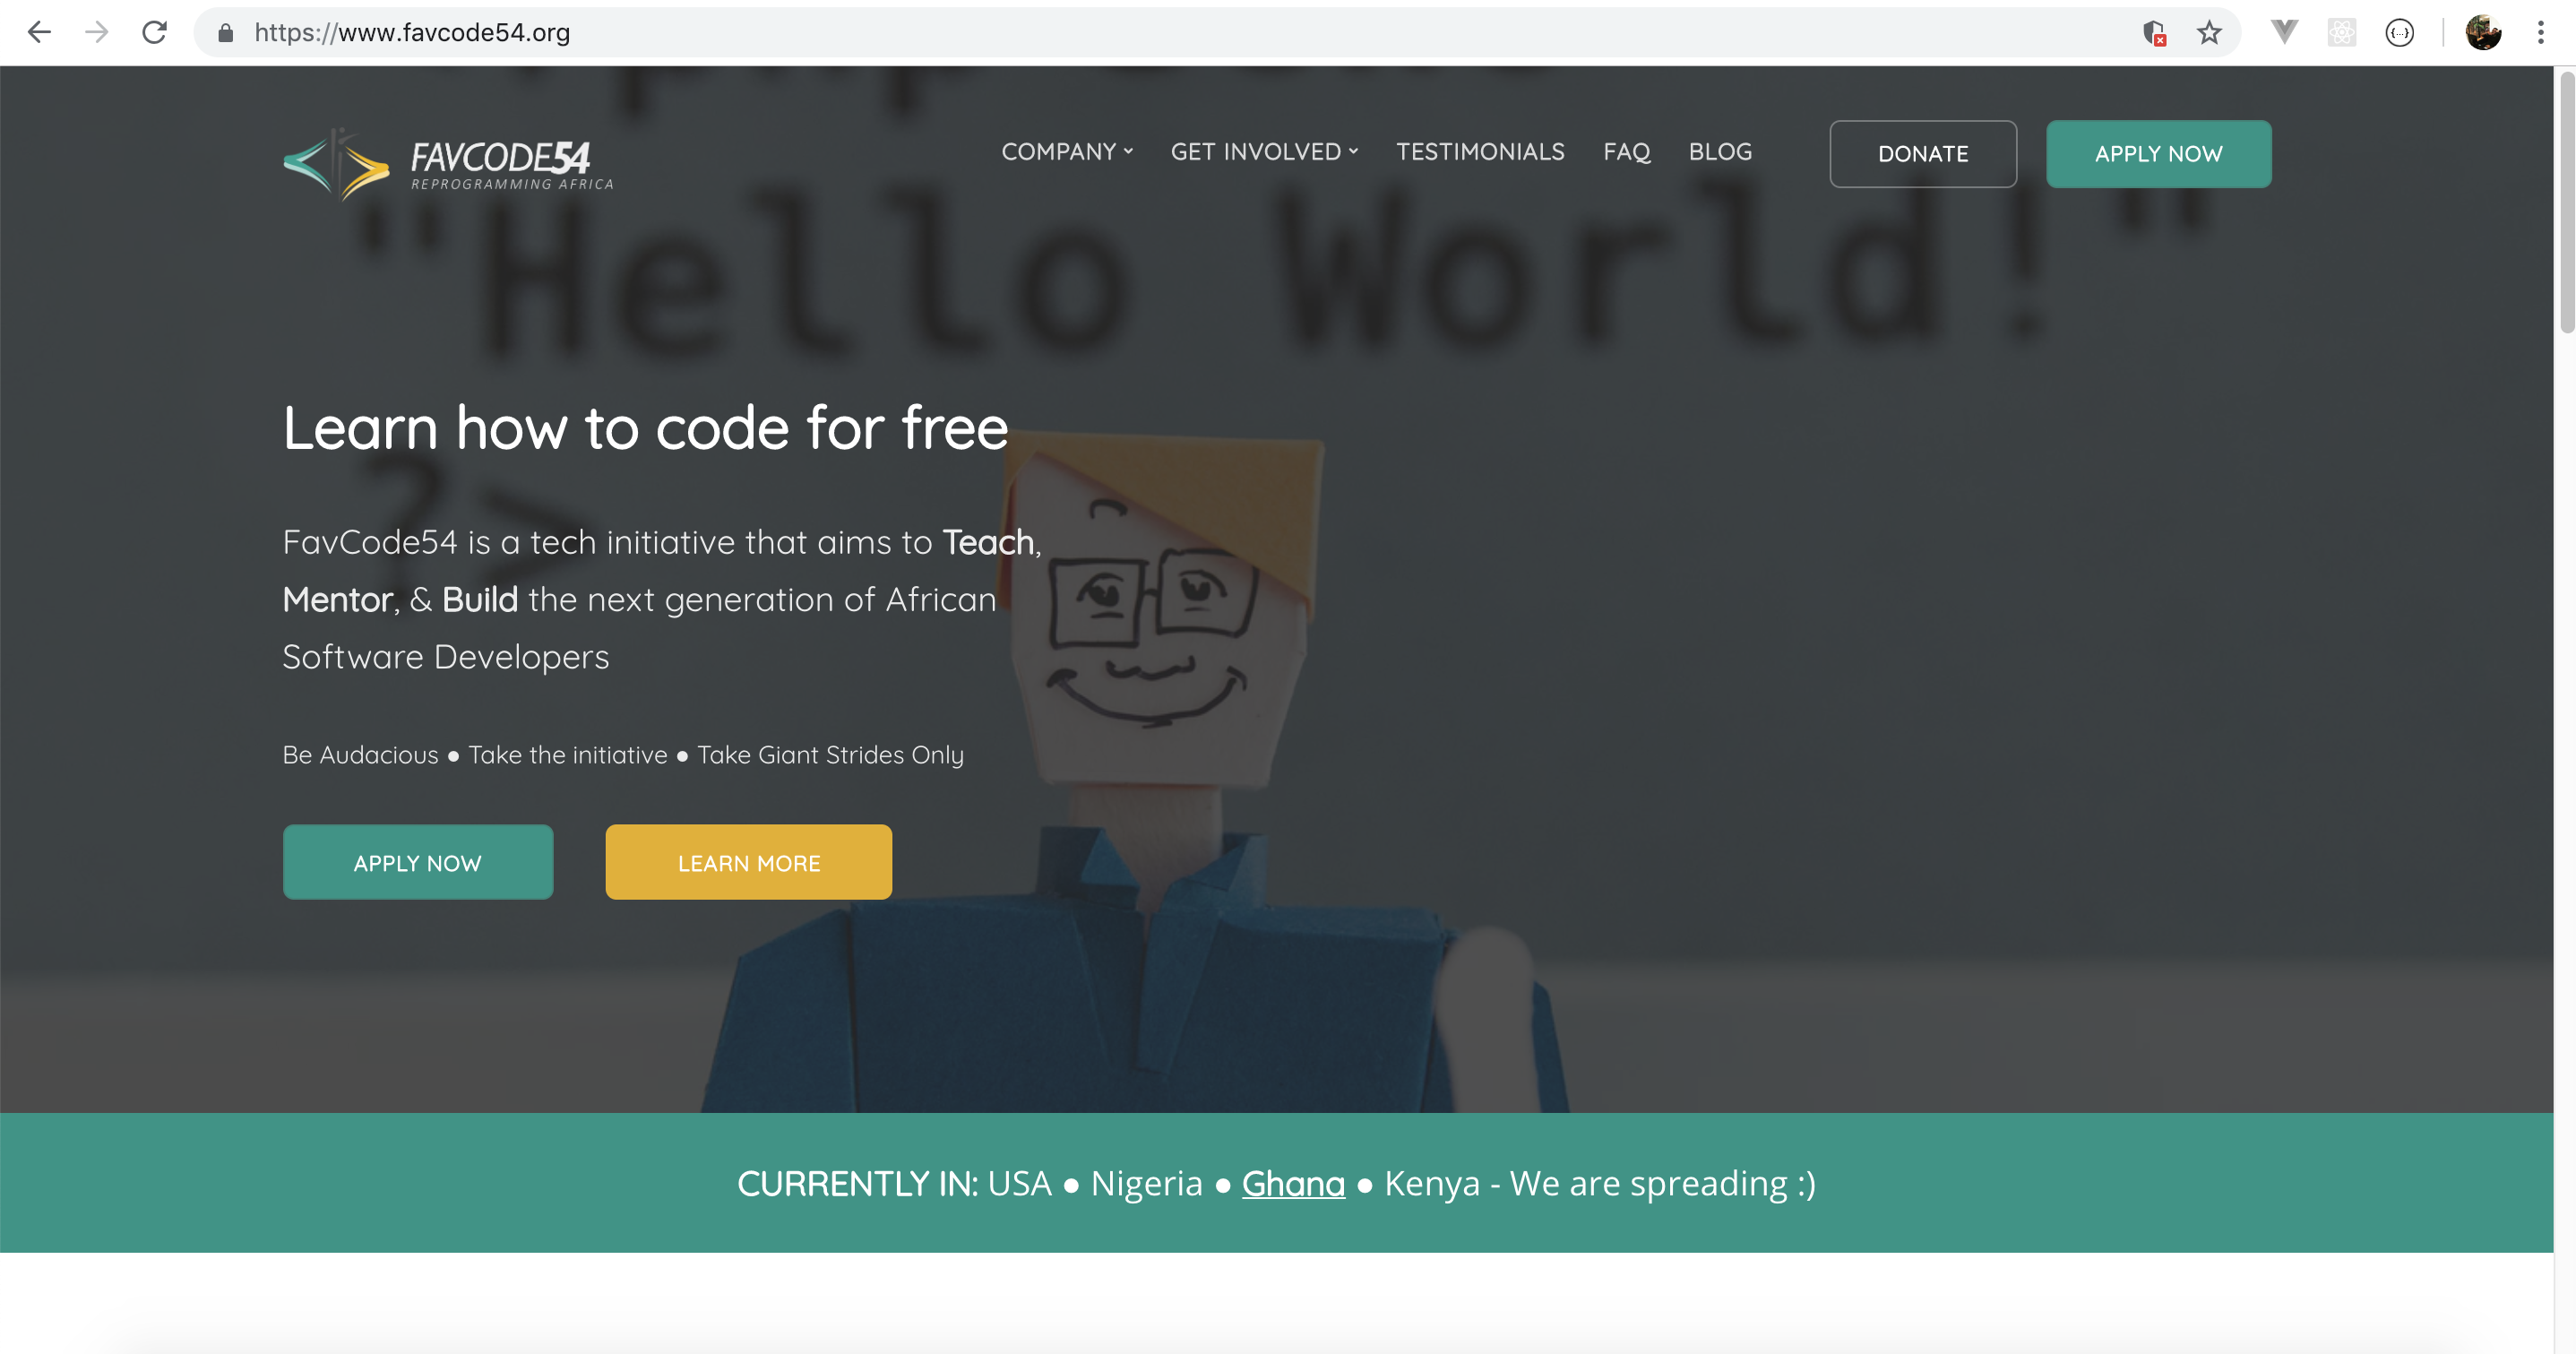 https://www.favcode54.org
FAVCODE54
REPROGRAMMING AFRICA
COMPANY GET INVOLVED TESTIMONIALS FAQ BLOG DONATE APPLY NOW
"Hello World!"
?>
Learn how to code for free
FavCode54 is a tech initiative that aims to Teach,
Mentor, & Build the next generation of African
Software Developers
Be Audacious ● Take the initiative ● Take Giant Strides Only
APPLY NOW LEARN MORE
CURRENTLY IN: USA ● Nigeria ● Ghana ● Kenya - We are spreading :)